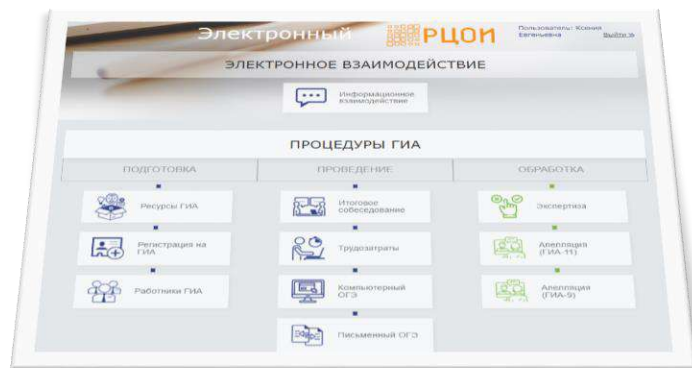 Электронный РЦОИ
Пользователь: Ксения
Евгеньевна
Выйти
ЭЛЕКТРОННОЕ ВЗАИМОДЕЙСТВИЕ
Информационное
взаимодействие
ПРОЦЕДУРЫ ГИА
ПОДГОТОВКА
ПРОВЕДЕНИЕ
ОБРАБОТКА
Ресурсы ГИА
Итоговое
собеседование
Экспертиза
Регистрация на
ГИА
Трудозатраты
Апелляция
(ГИА-11)
Работники ГИА
Компьютерный
ОГЭ
Апелляция
(ГИА-9)
Письменный ОГЭ